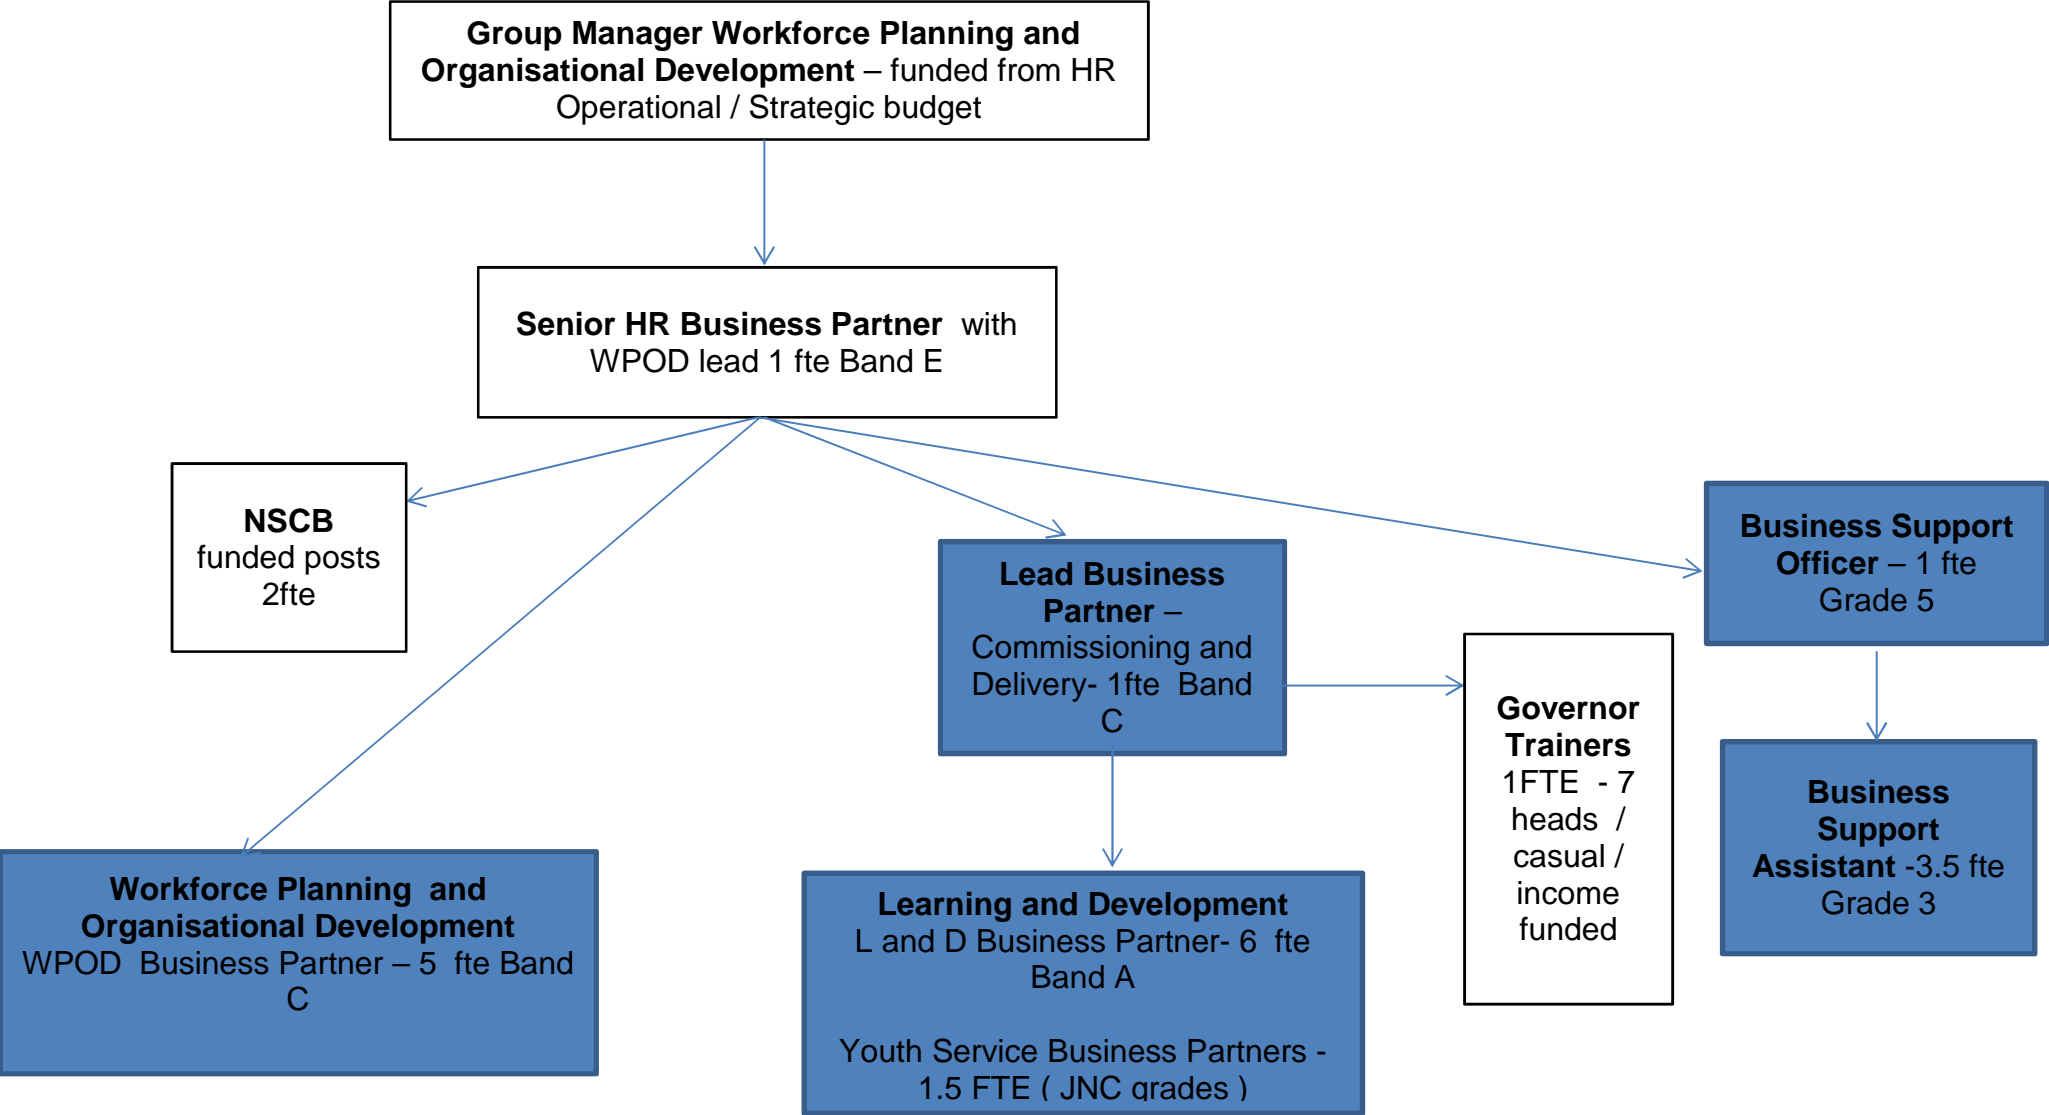 Group Manager Workforce Planning and
Organisational Development – funded from HR
Operational / Strategic budget
Senior HR Business Partner with
WPOD lead 1 fte Band E
NSCB
funded posts
2fte
Lead Business
Partner –
Commissioning and
Delivery- 1fte Band
C
Business Support
Officer – 1 fte
Grade 5
Governor
Trainers
1FTE - 7
heads /
casual /
income
funded
Business
Support
Assistant -3.5 fte
Grade 3
Workforce Planning and
Organisational Development
WPOD Business Partner – 5 fte Band
C
Learning and Development
L and D Business Partner- 6 fte
Band A
Youth Service Business Partners -
1.5 FTE ( JNC grades )